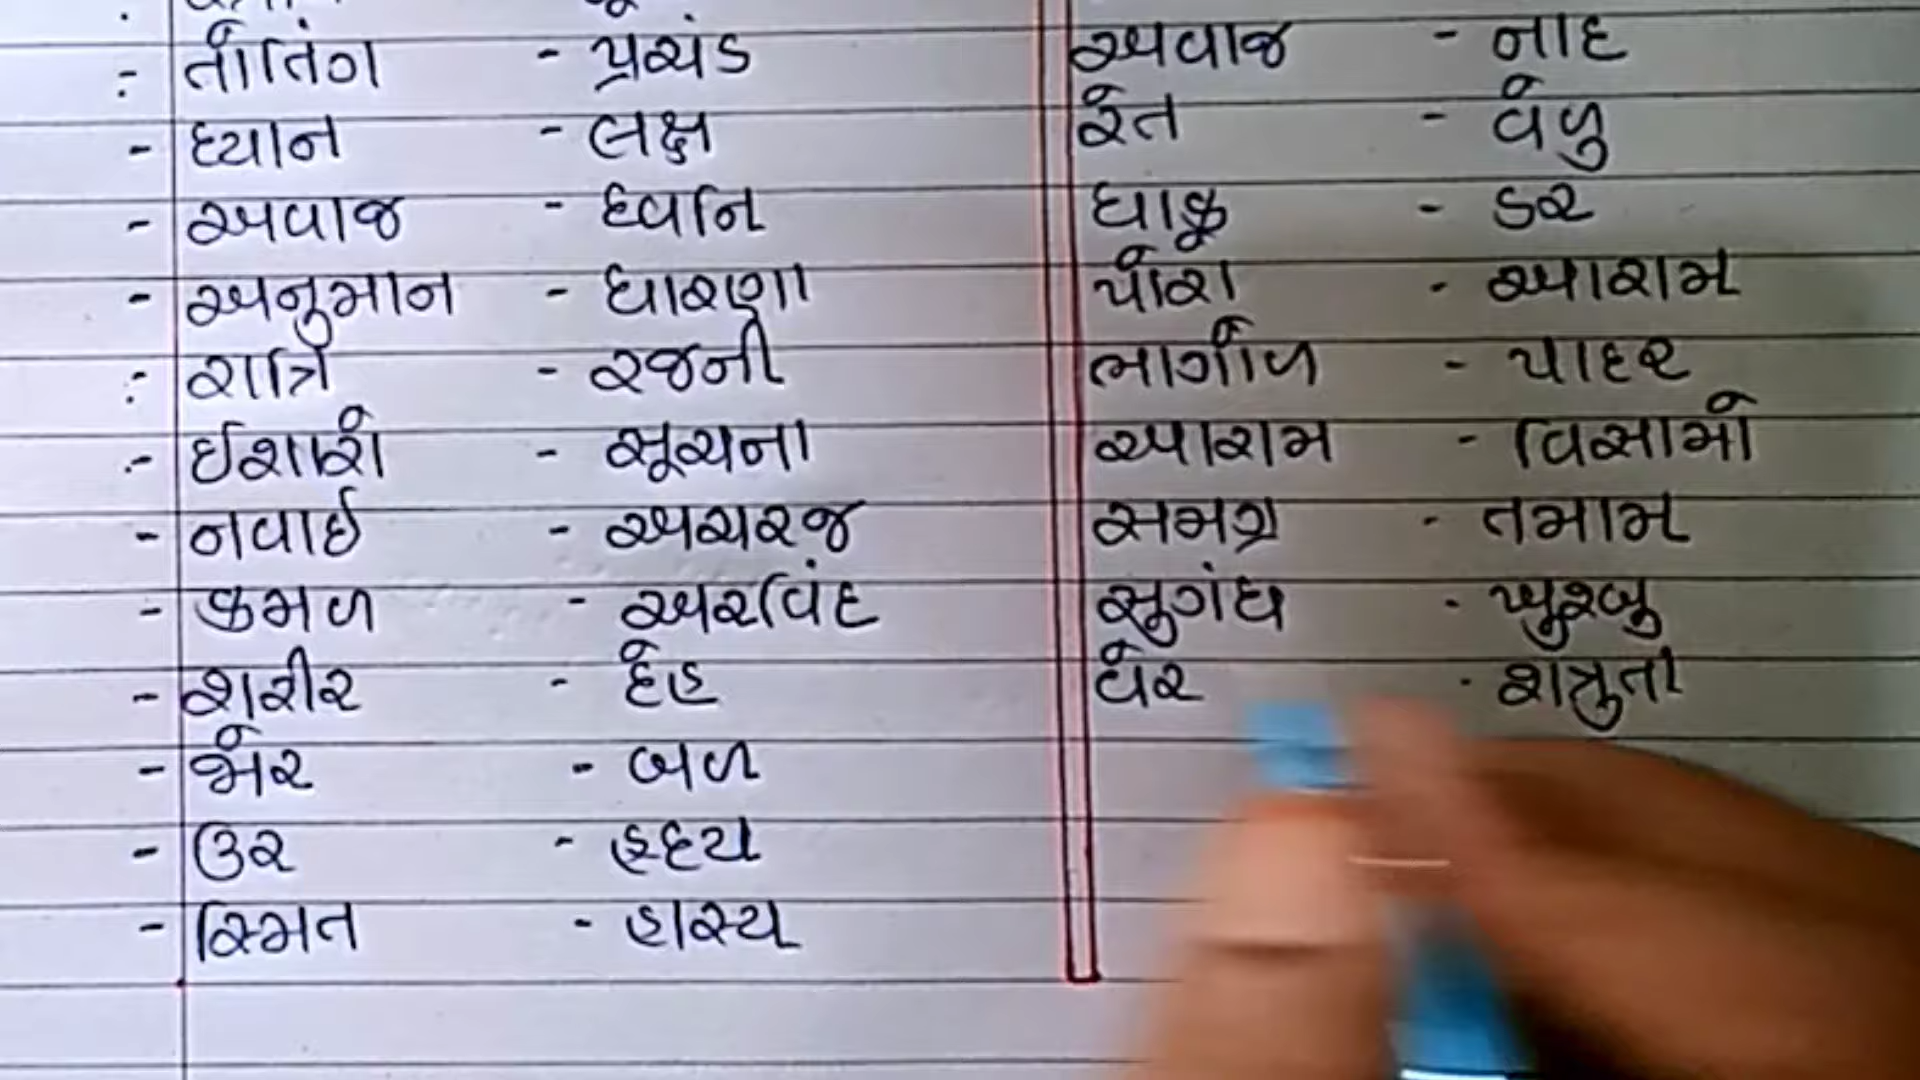 - તોતિંગ - પ્રચંડ
- ધ્યાન - લક્ષ
- અવાજ - ધ્વનિ
- અનુમાન - ધારણા
- રાત્રિ - રજની
- ઈશારો - સૂચના
- નવાઈ - અચરજ
- કમળ - અરવિંદ
- શરીર - દેહ
- જોર - બળ
- ઉર - હૃદય
- સ્મિત - હાસ્ય
અવાજ - નાદ
રેત - વેળુ
ધાક - ડર
પોરો - આરામ
ભાગોળ - પાદર
આરામ - વિસામો
સમગ્ર - તમામ
સુગંધ - ખુશ્બુ
વેર - શત્રુતા